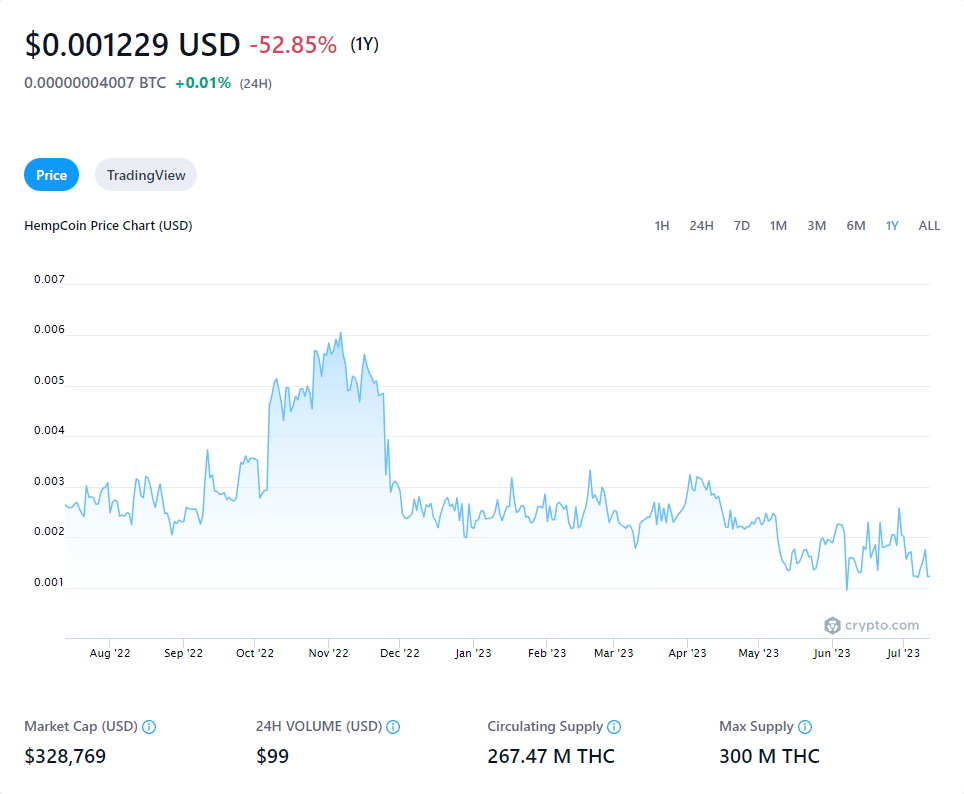 $0.001229 USD -52.85% (1Y)
0.00000004007 BTC +0.01% (24H)
Price TradingView
HempCoin Price Chart (USD) 1H 24H 7D 1M 3M 6M 1Y ALL
0.007
0.006
0.005
0.004
0.003
0.002
0.001
crypto.com
Aug '22 Sep '22 Oct '22 Nov '22 Dec '22 Jan '23 Feb '23 Mar '23 Apr '23 May '23 Jun '23 Jul '23
Market Cap (USD) 24H VOLUME (USD) Circulating Supply Max Supply
$328,769 $99 267.47 M THC 300 M THC